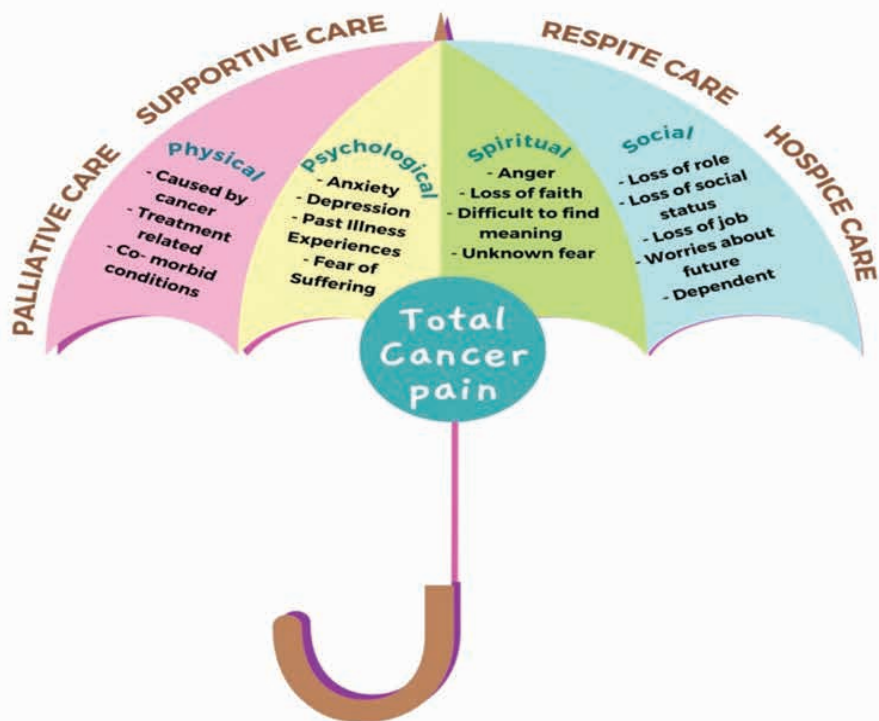 PALLIATIVE CARE
SUPPORTIVE CARE
RESPITE CARE
HOSPICE CARE
Physical
- Caused by
cancer
- Treatment
related
- Co- morbid
conditions
Psychological
- Anxiety
- Depression
- Past Illness
Experiences
- Fear of
Suffering
Spiritual
- Anger
- Loss of faith
- Difficult to find
meaning
- Unknown fear
Social
- Loss of role
- Loss of social
status
- Loss of job
- Worries about
future
- Dependent
Total
Cancer
pain